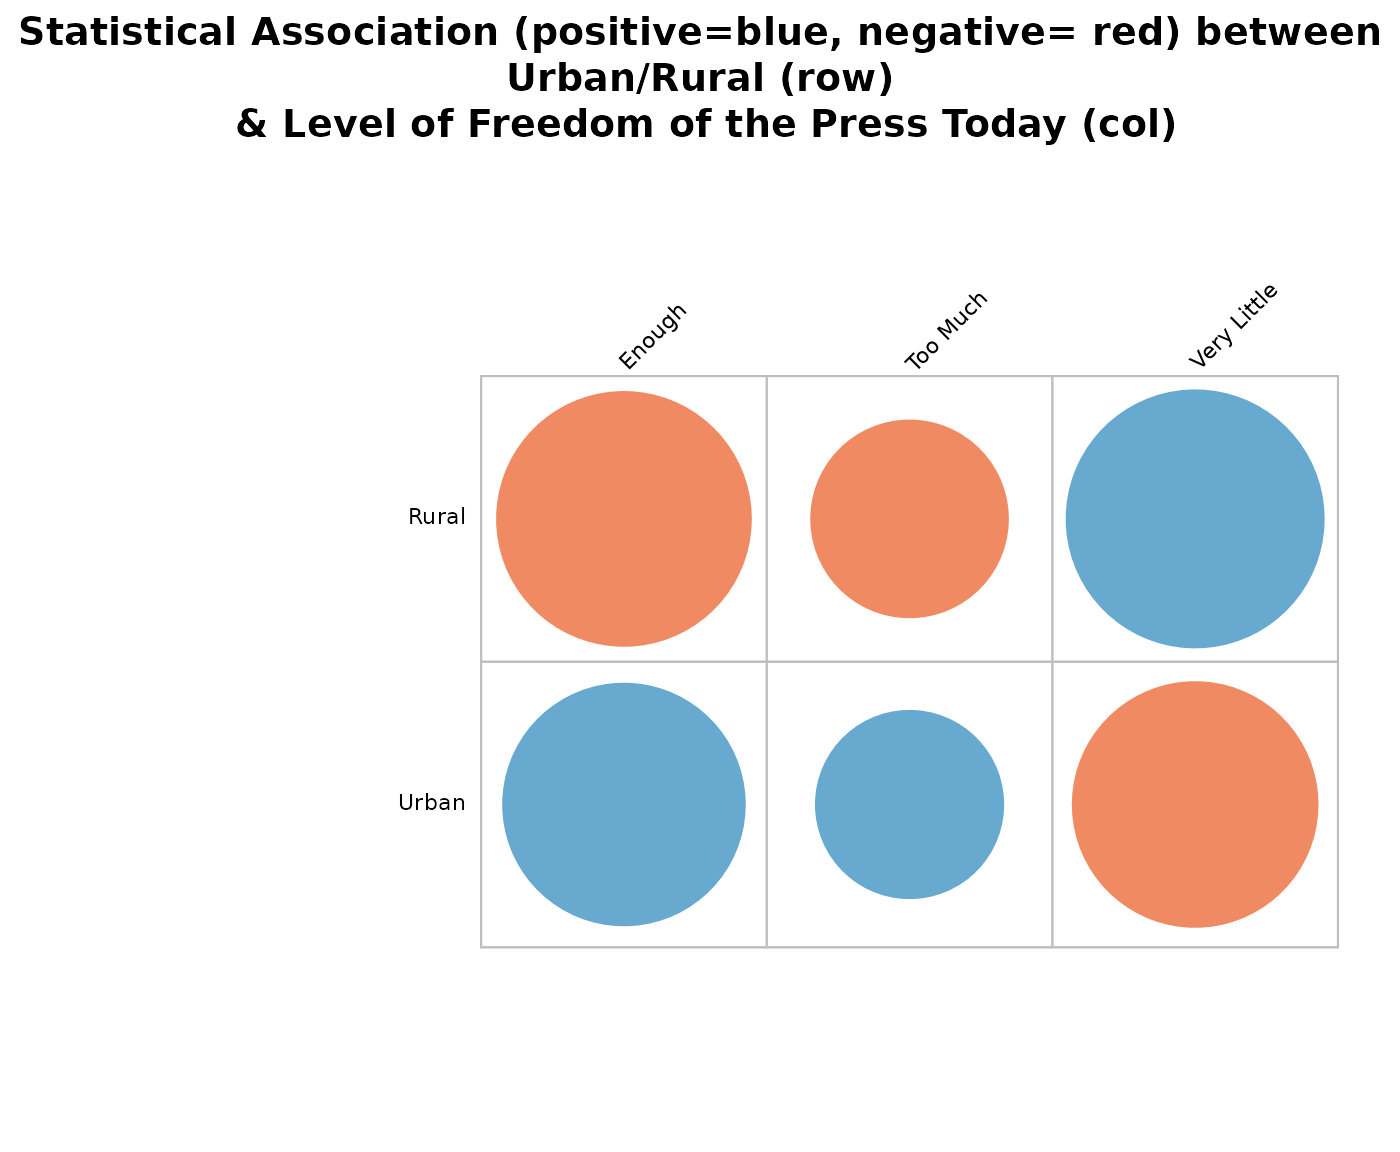 Statistical Association (positive=blue, negative= red) between
Urban/Rural (row)
& Level of Freedom of the Press Today (col)
Enough
Too Much
Very Little
Rural
Urban